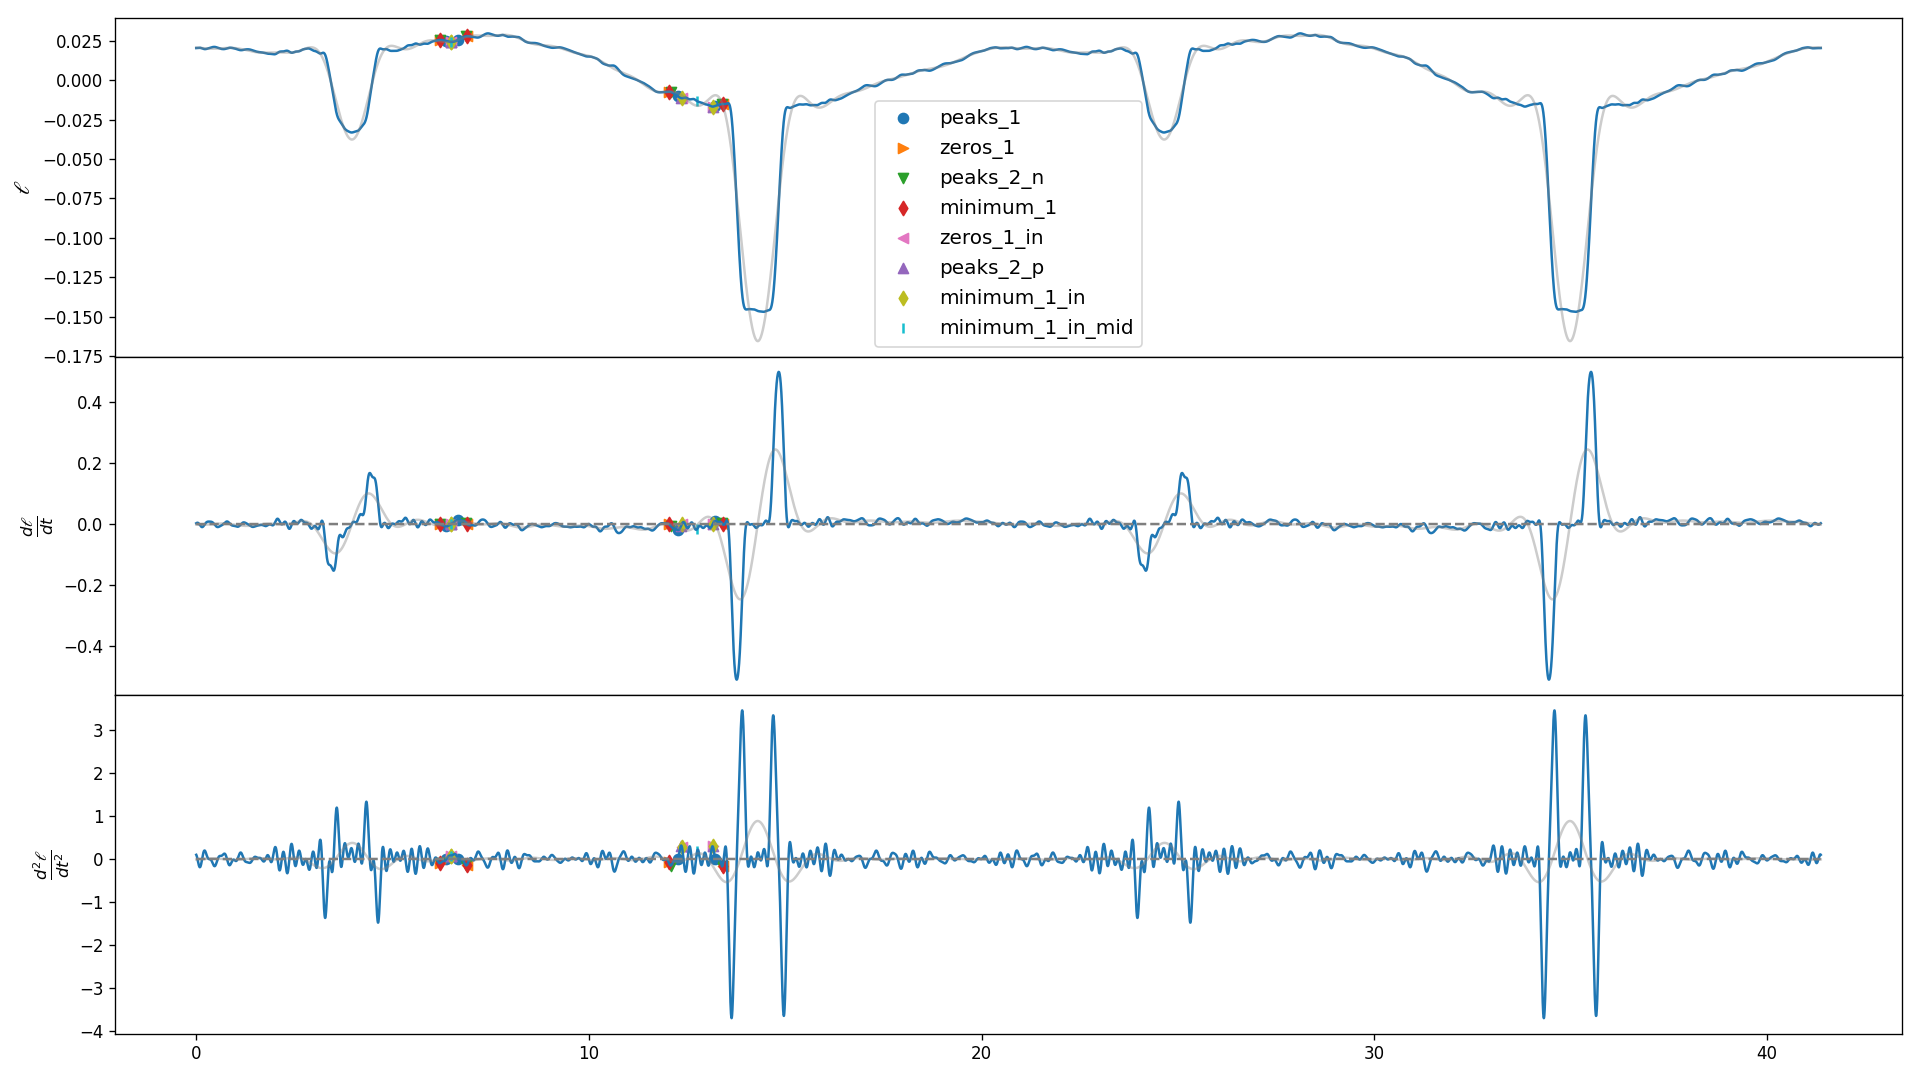 0.025
0.000
−0.025
−0.050
−0.075
−0.100
−0.125
−0.150
−0.175
ℓ
peaks_1
zeros_1
peaks_2_n
minimum_1
zeros_1_in
peaks_2_p
minimum_1_in
minimum_1_in_mid
0.4
0.2
0.0
−0.2
−0.4
dℓ/dt
3
2
1
0
−1
−2
−3
−4
d²ℓ/dt²
0 10 20 30 40